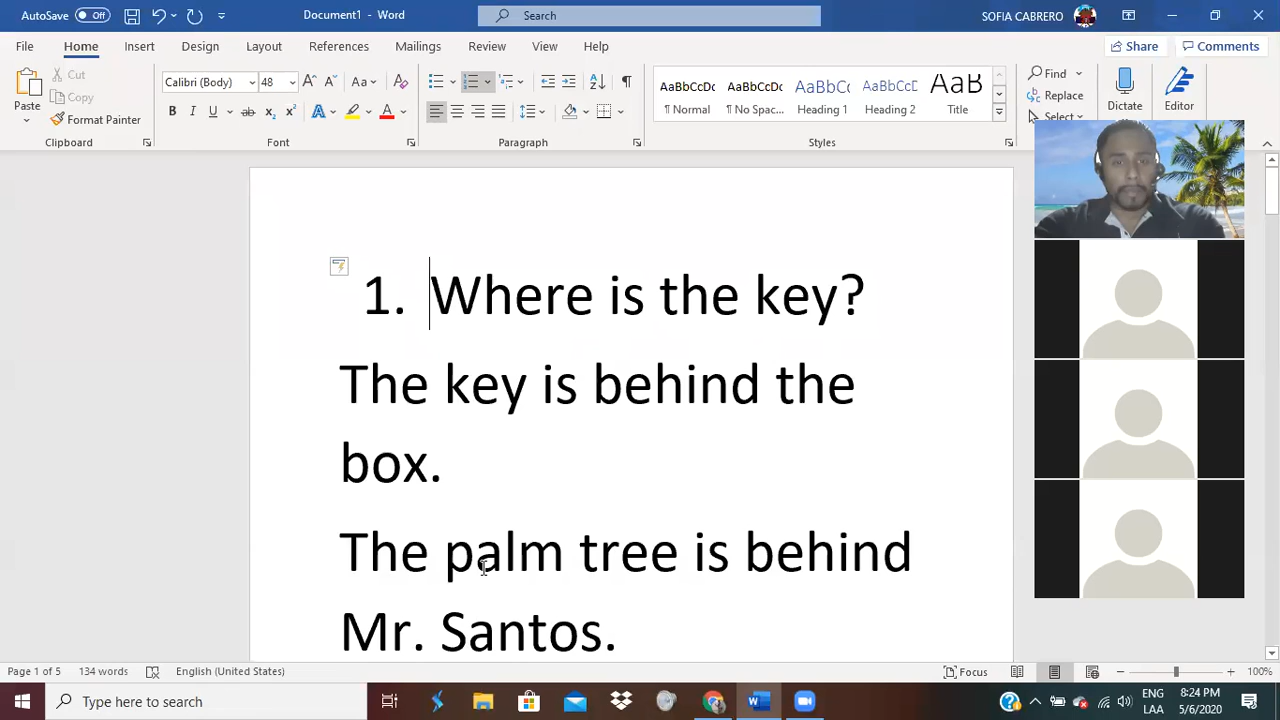 AutoSave Off Document1 - Word Search SOFIA CABRERO
File Home Insert Design Layout References Mailings Review View Help Share Comments
Paste Cut Copy Format Painter
Calibri (Body) 48
AaBbCcDc AaBbCcDc AaBbCc AaBbCcF AaB
¶ Normal ¶ No Spac... Heading 1 Heading 2 Title
Find Replace Select
Dictate Editor
Clipboard Font Paragraph Styles
1. Where is the key?
The key is behind the
box.
The palm tree is behind
Mr. Santos.
Page 1 of 5 134 words English (United States) Focus 100%
Type here to search
ENG 8:24 PM
LAA 5/6/2020